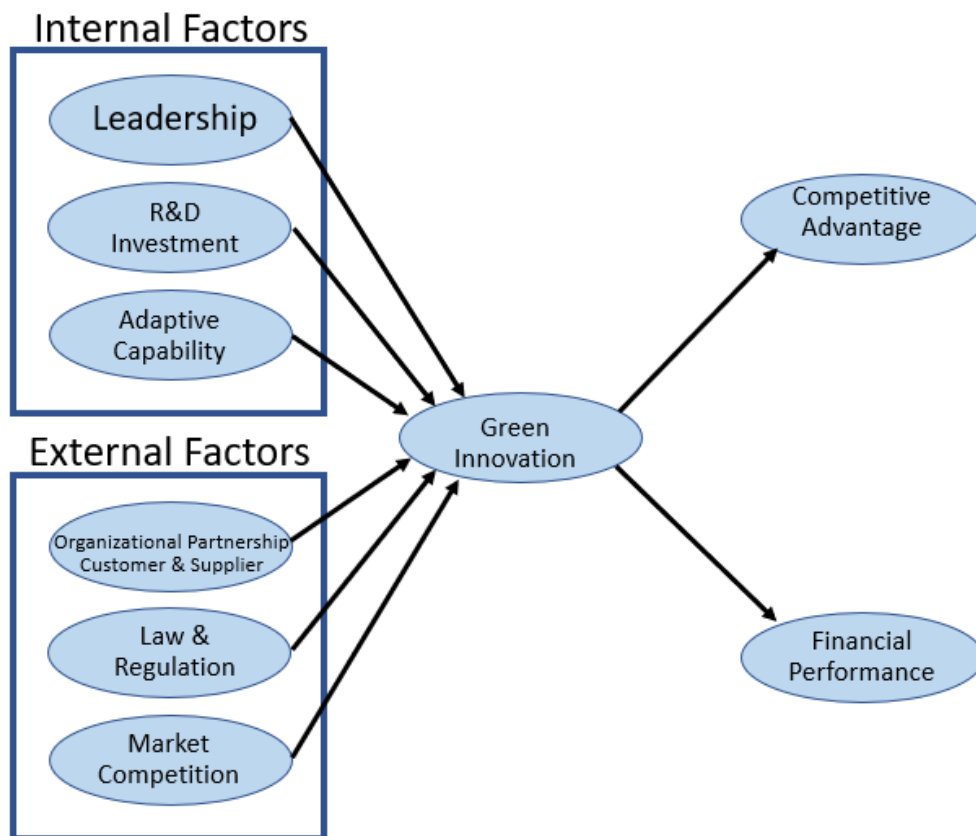 Internal Factors
Leadership
R&D
Investment
Adaptive
Capability
External Factors
Organizational Partnership
Customer & Supplier
Law &
Regulation
Market
Competition
Green
Innovation
Competitive
Advantage
Financial
Performance